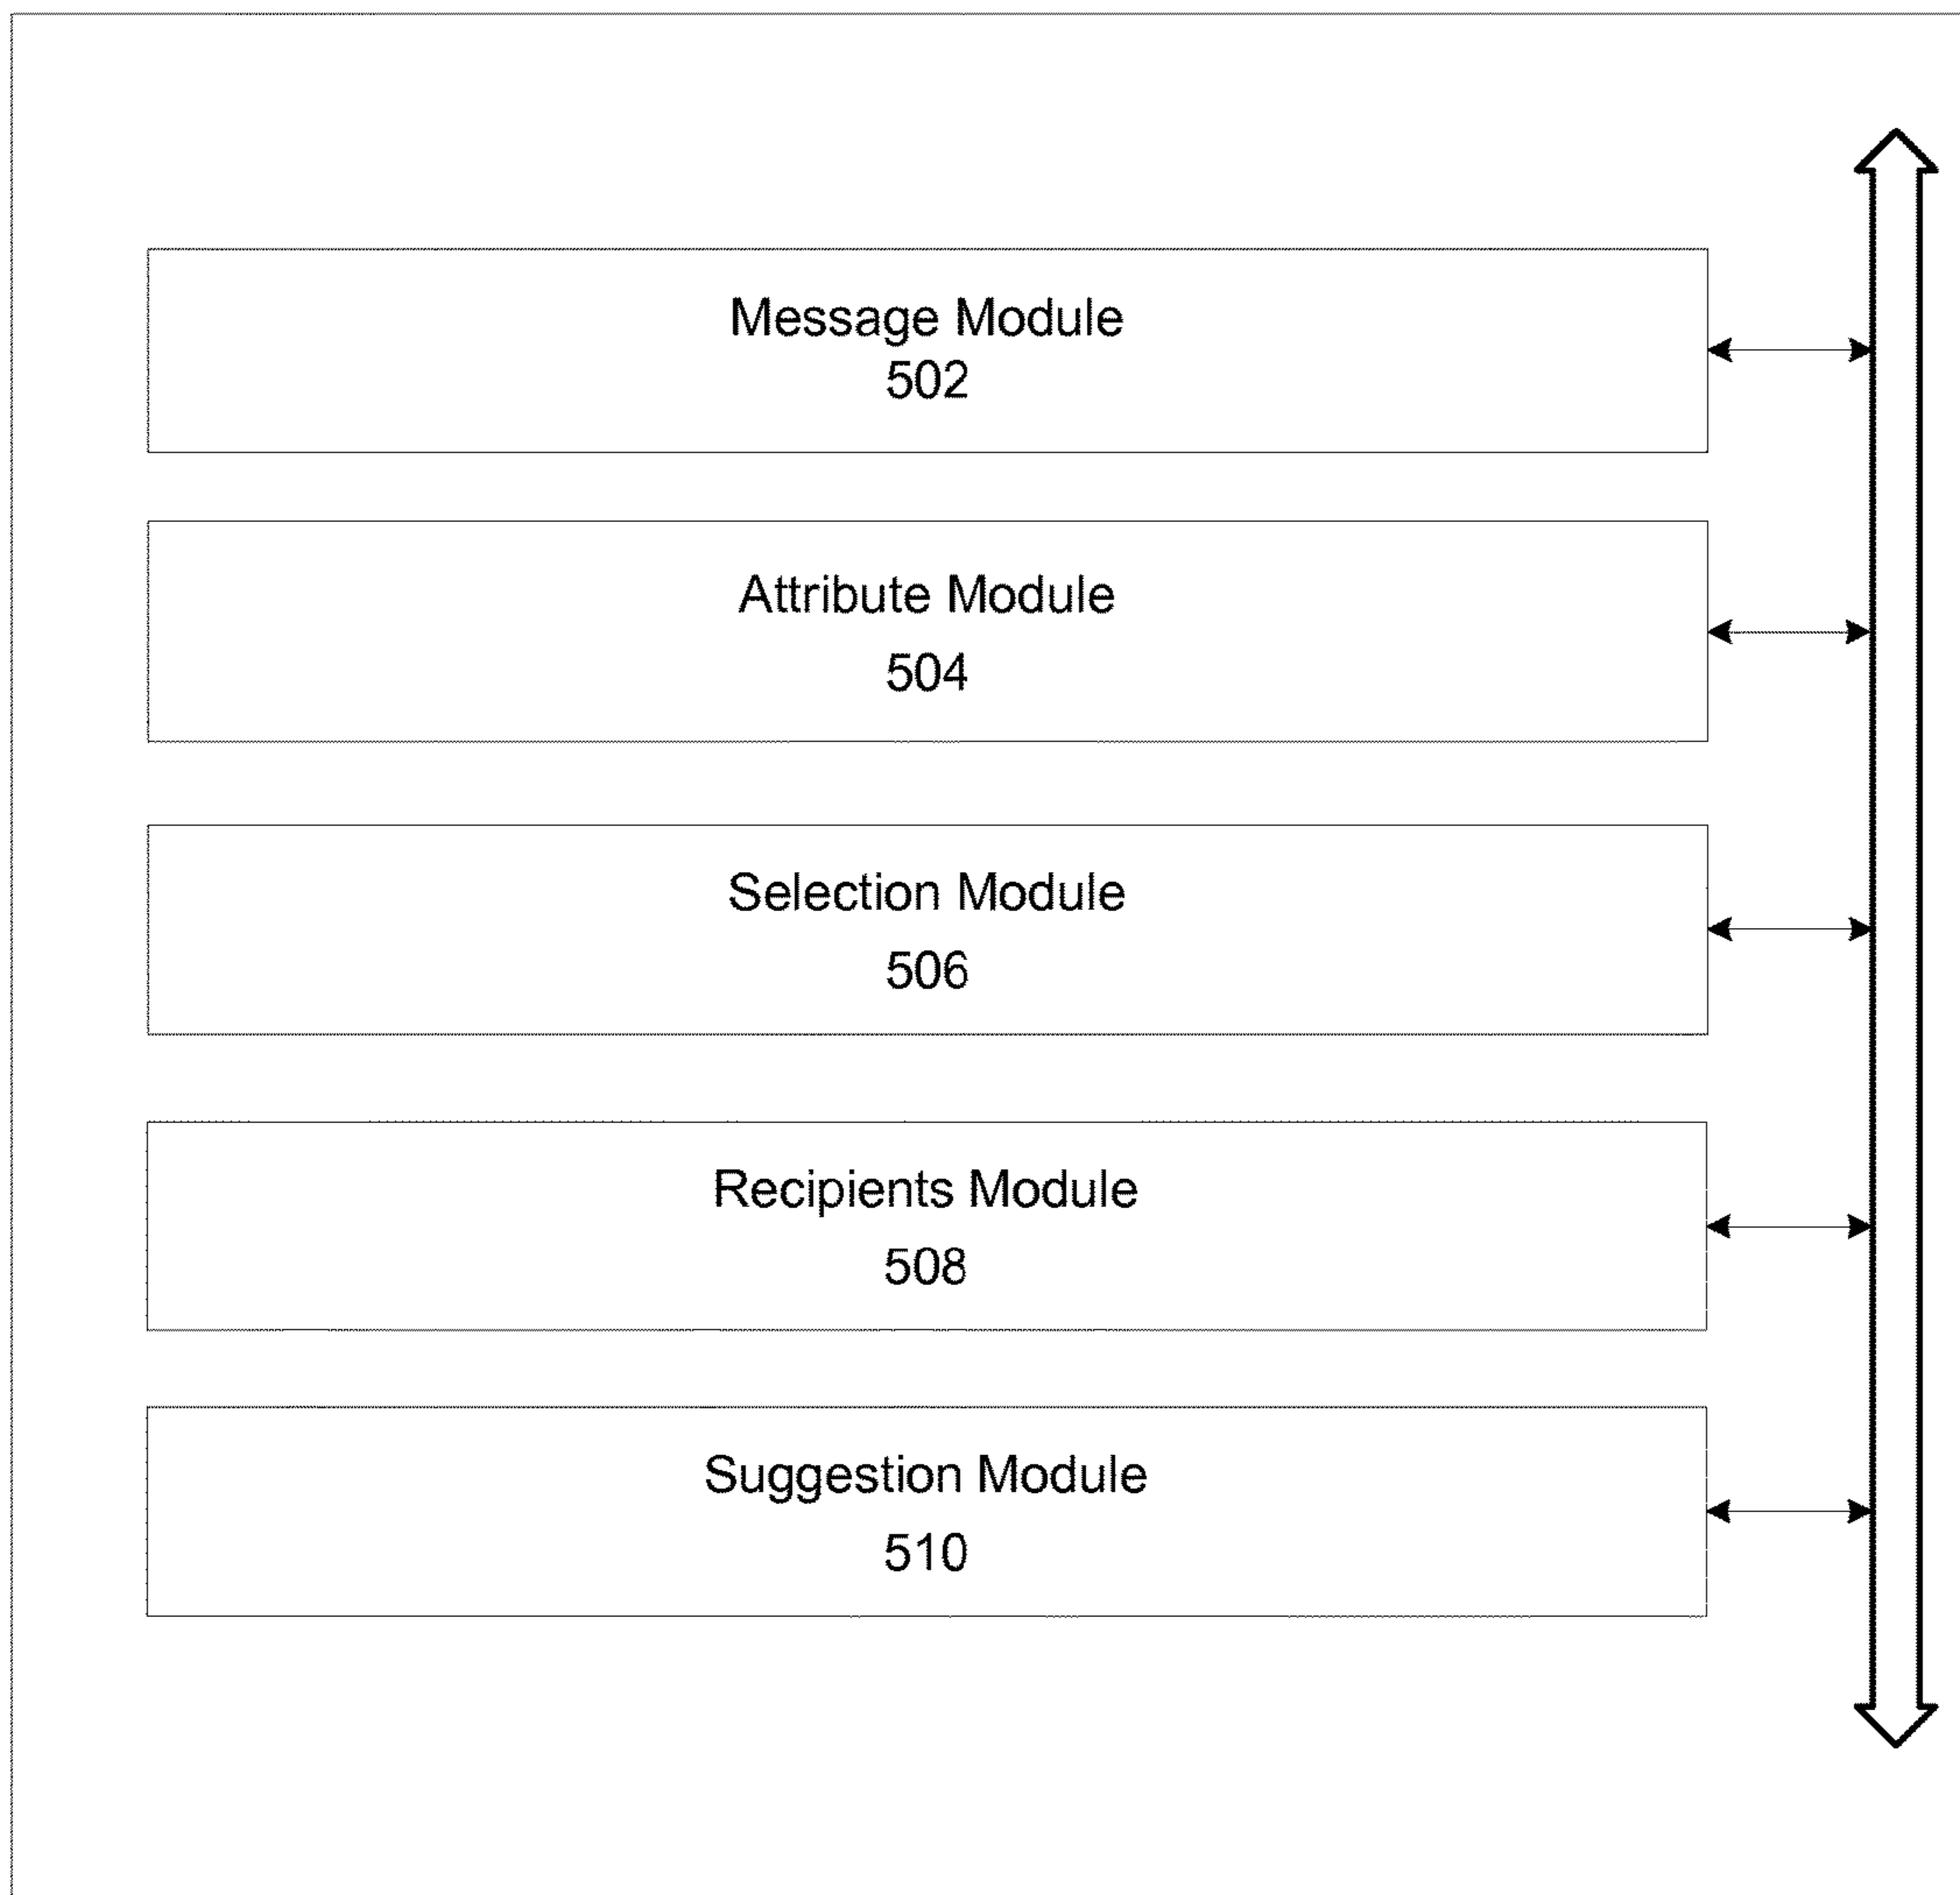 Message Module
502
Attribute Module
504
Selection Module
506
Recipients Module
508
Suggestion Module
510